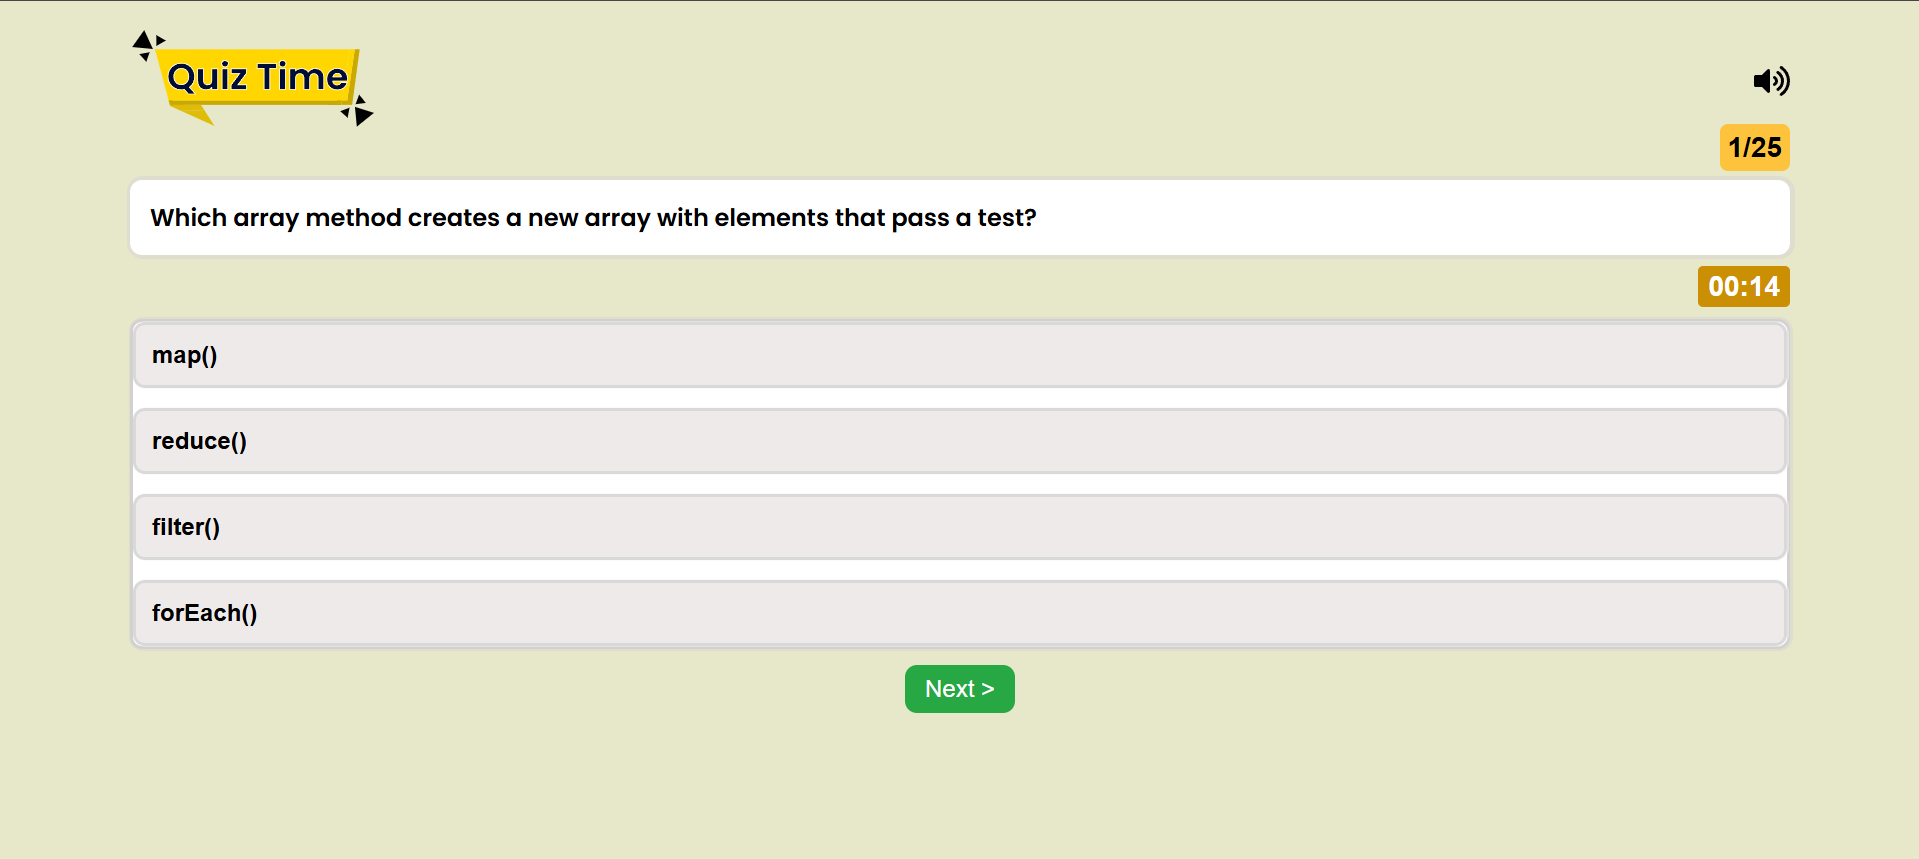 Quiz Time
1/25
Which array method creates a new array with elements that pass a test?
00:14
map()
reduce()
filter()
forEach()
Next >